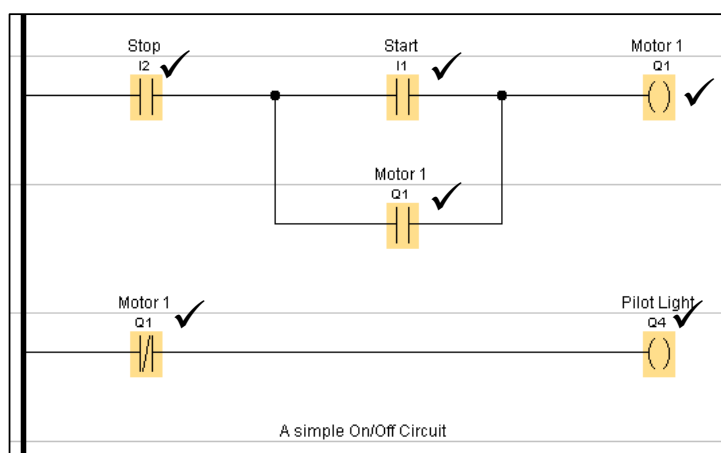 Stop Start Motor 1
I2 I1 Q1
Motor 1
Q1
Motor 1 Pilot Light
Q1 Q4
A simple On/Off Circuit